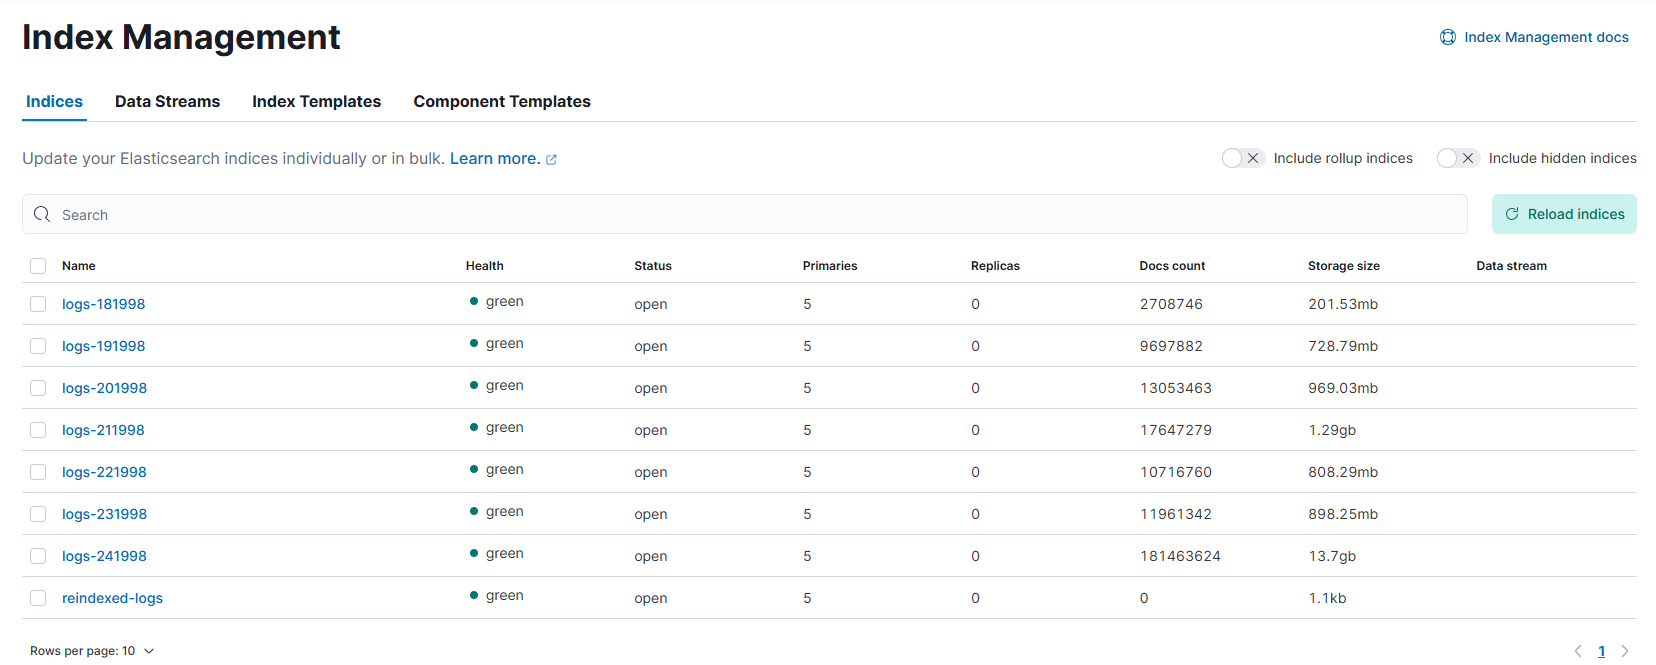 Index Management
Index Management docs
Indices Data Streams Index Templates Component Templates
Update your Elasticsearch indices individually or in bulk. Learn more.
Include rollup indices Include hidden indices
Search
Reload indices
Name Health Status Primaries Replicas Docs count Storage size Data stream
logs-181998 green open 5 0 2708746 201.53mb
logs-191998 green open 5 0 9697882 728.79mb
logs-201998 green open 5 0 13053463 969.03mb
logs-211998 green open 5 0 17647279 1.29gb
logs-221998 green open 5 0 10716760 808.29mb
logs-231998 green open 5 0 11961342 898.25mb
logs-241998 green open 5 0 181463624 13.7gb
reindexed-logs green open 5 0 0 1.1kb
Rows per page: 10
1